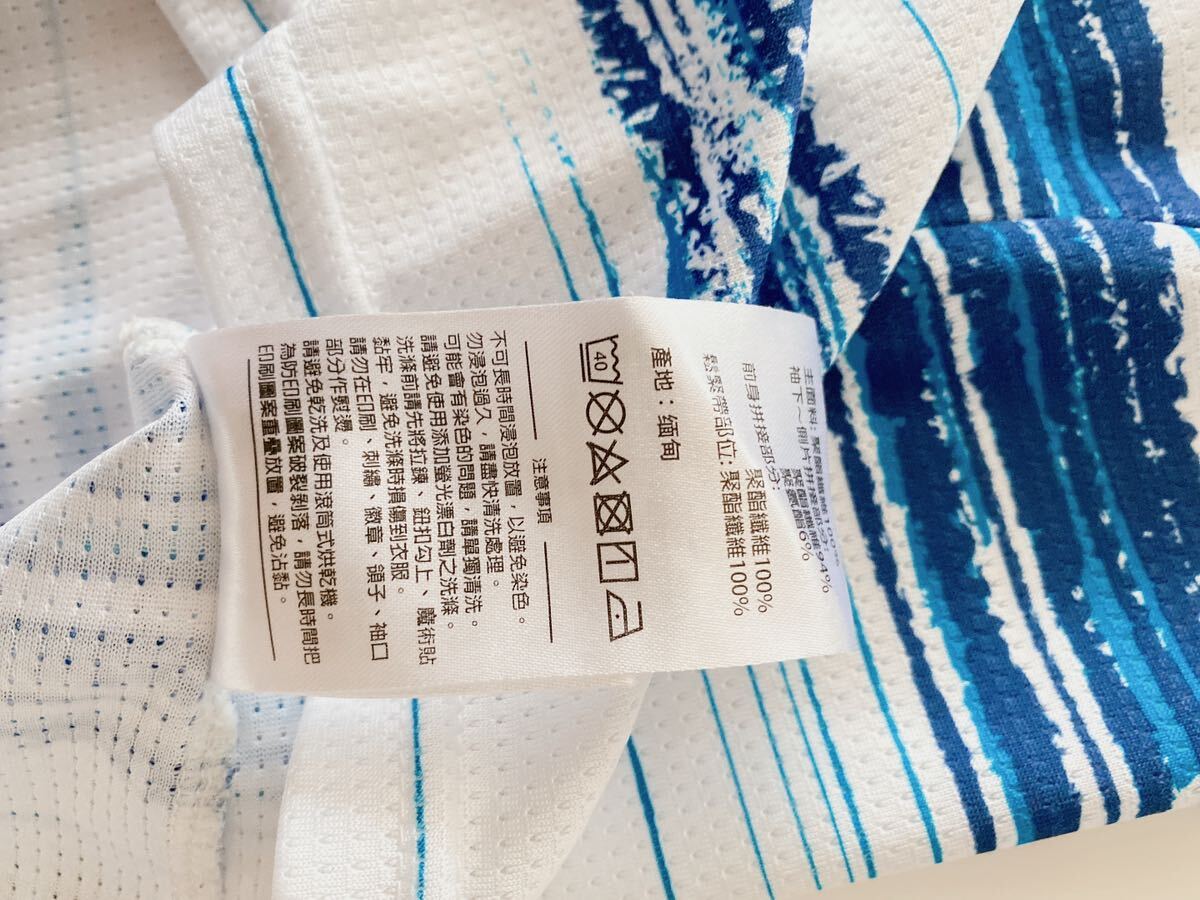 主面料: 聚酯纖維100%
袖下～側片拼接部分:
聚酯纖維94%
聚氨酯6%
前身拼接部分:
聚酯纖維100%
鬆緊帶部位: 聚酯纖維100%
產地：缅甸
40
注意事項
不可長時間浸泡放置，以避免染色。
勿浸泡過久，請盡快清洗處理。
可能會有染色的問題，請單獨清洗。
請避免使用添加螢光漂白劑之洗滌。
洗滌前請先將拉鍊、鈕扣勾上、魔術貼
黏牢，避免洗滌時損傷到衣服。
請勿在印刷、刺繡、徽章、領子、袖口
部分作熨燙。
請避免乾洗及使用滾筒式烘乾機。
為防印刷圖案破裂剝落，請勿長時間把
印刷圖案重疊放置，避免沾黏。